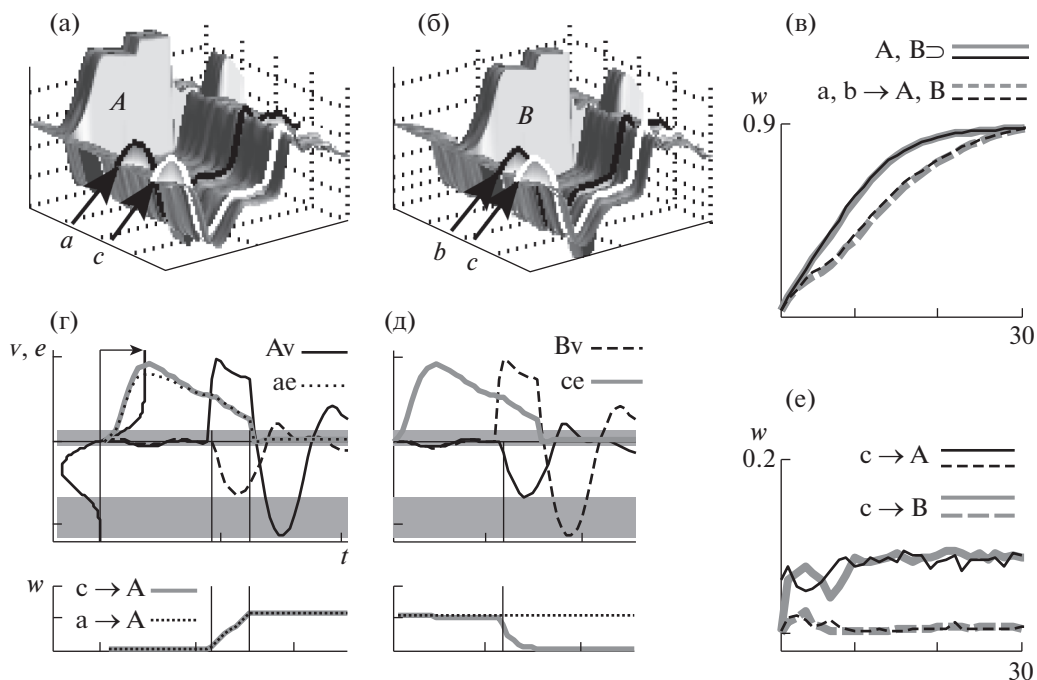 (а)
A
a
c
(б)
B
b
c
(в)
A, B⊃
a, b → A, B
w
0.9
30
(г)
v, e
Av
ae
t
w
c → A
a → A
(д)
Bv
ce
(е)
w
0.2
c → A
c → B
30